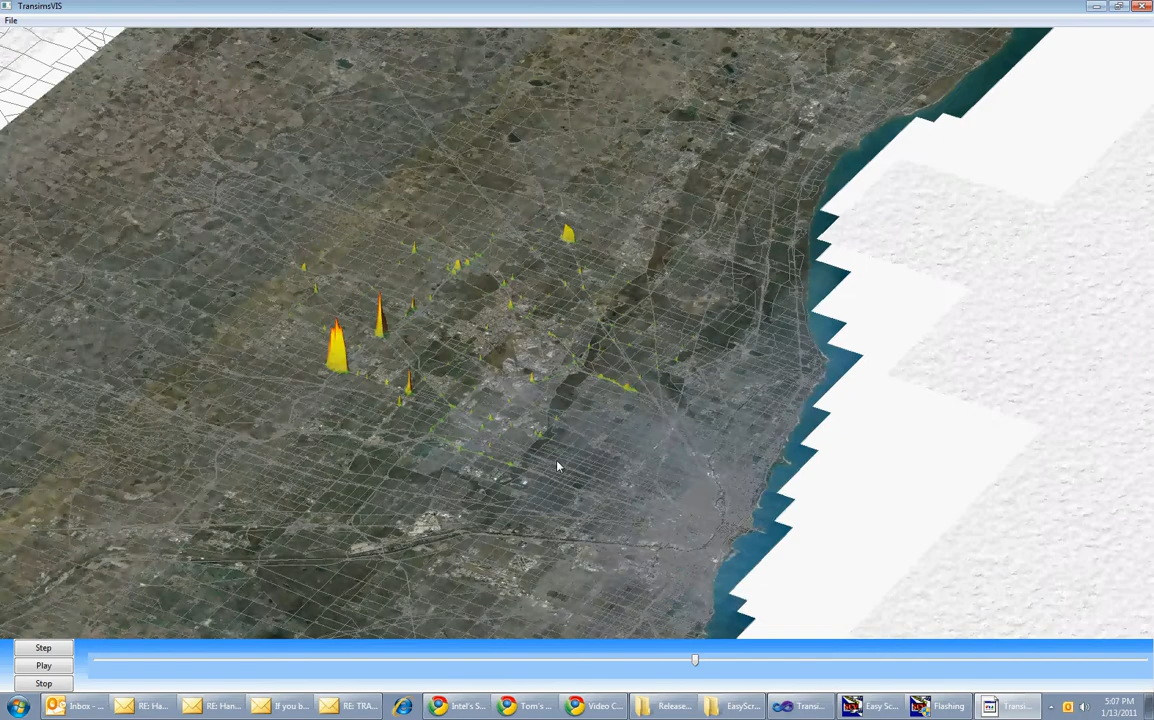 TransimsVIS
File
Step
Play
Stop
Inbox - ...
RE: Ha...
RE: Han...
If you b...
RE: TRA...
Intel's S...
Tom's ...
Video C...
Release...
EasyScr...
Transi...
Easy Sc...
Flashing
Transi...
5:07 PM
1/13/2011